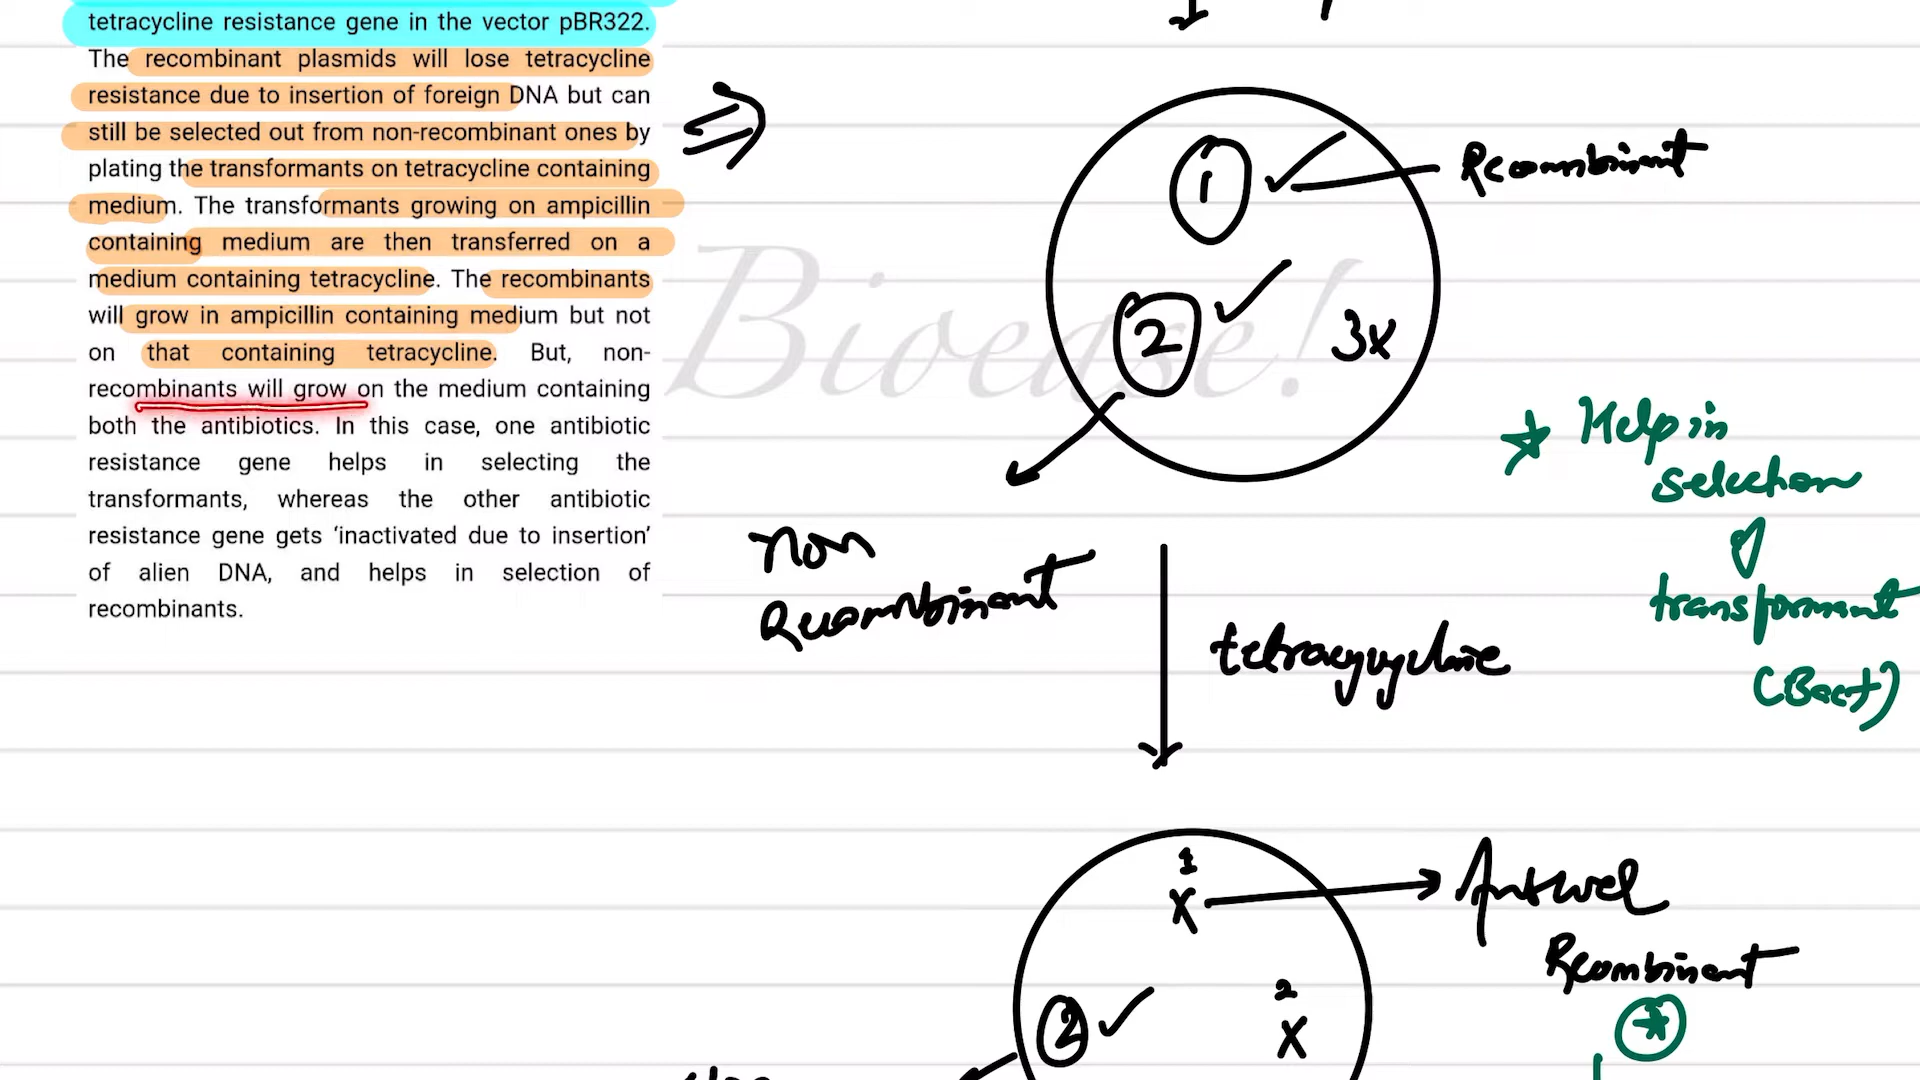 tetracycline resistance gene in the vector pBR322.
The recombinant plasmids will lose tetracycline
resistance due to insertion of foreign DNA but can
still be selected out from non-recombinant ones by
plating the transformants on tetracycline containing
medium. The transformants growing on ampicillin
containing medium are then transferred on a
medium containing tetracycline. The recombinants
will grow in ampicillin containing medium but not
on that containing tetracycline. But, non-
recombinants will grow on the medium containing
both the antibiotics. In this case, one antibiotic
resistance gene helps in selecting the
transformants, whereas the other antibiotic
resistance gene gets ‘inactivated due to insertion’
of alien DNA, and helps in selection of
recombinants.
Bioease!
1
Recombinant
2
3x
Help in
selection
of
transformant
(Bact)
non
Recombinant
1
X
Recombinant
2
2
X